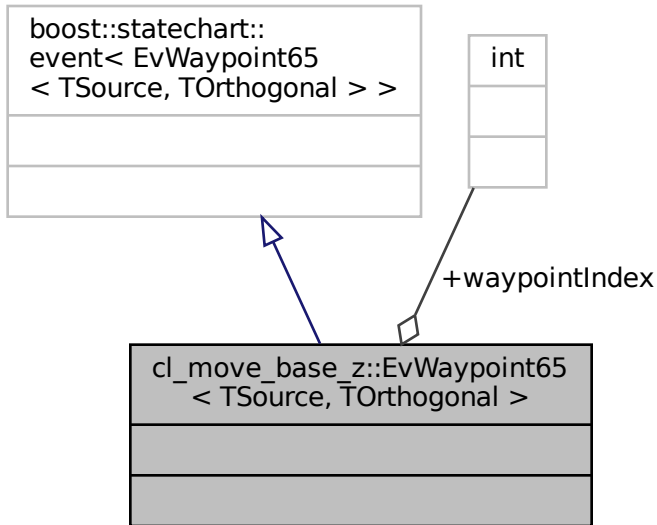 boost::statechart::
event< EvWaypoint65
< TSource, TOrthogonal > >
int
+waypointIndex
cl_move_base_z::EvWaypoint65
< TSource, TOrthogonal >